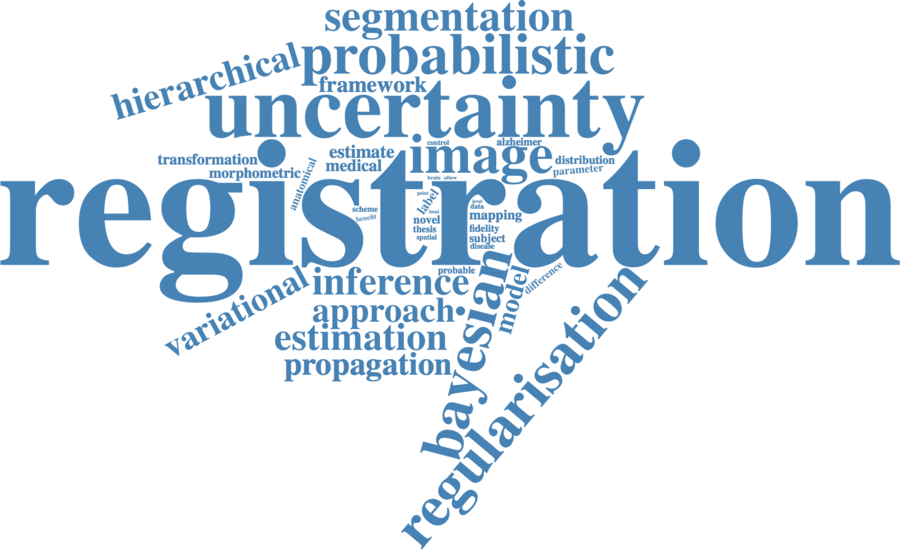 segmentation
probabilistic
hierarchical
framework
uncertainty
control
alzheimer
image
transformation
estimate
distribution
morphometric
medical
parameter
anatomical
brain
allow
registration
point
label
level
data
scheme
benefit
local
novel
mapping
thesis
fidelity
spatial
subject
disease
variational
inference
probable
bayesian
model
difference
approach
estimation
propagation
regularisation